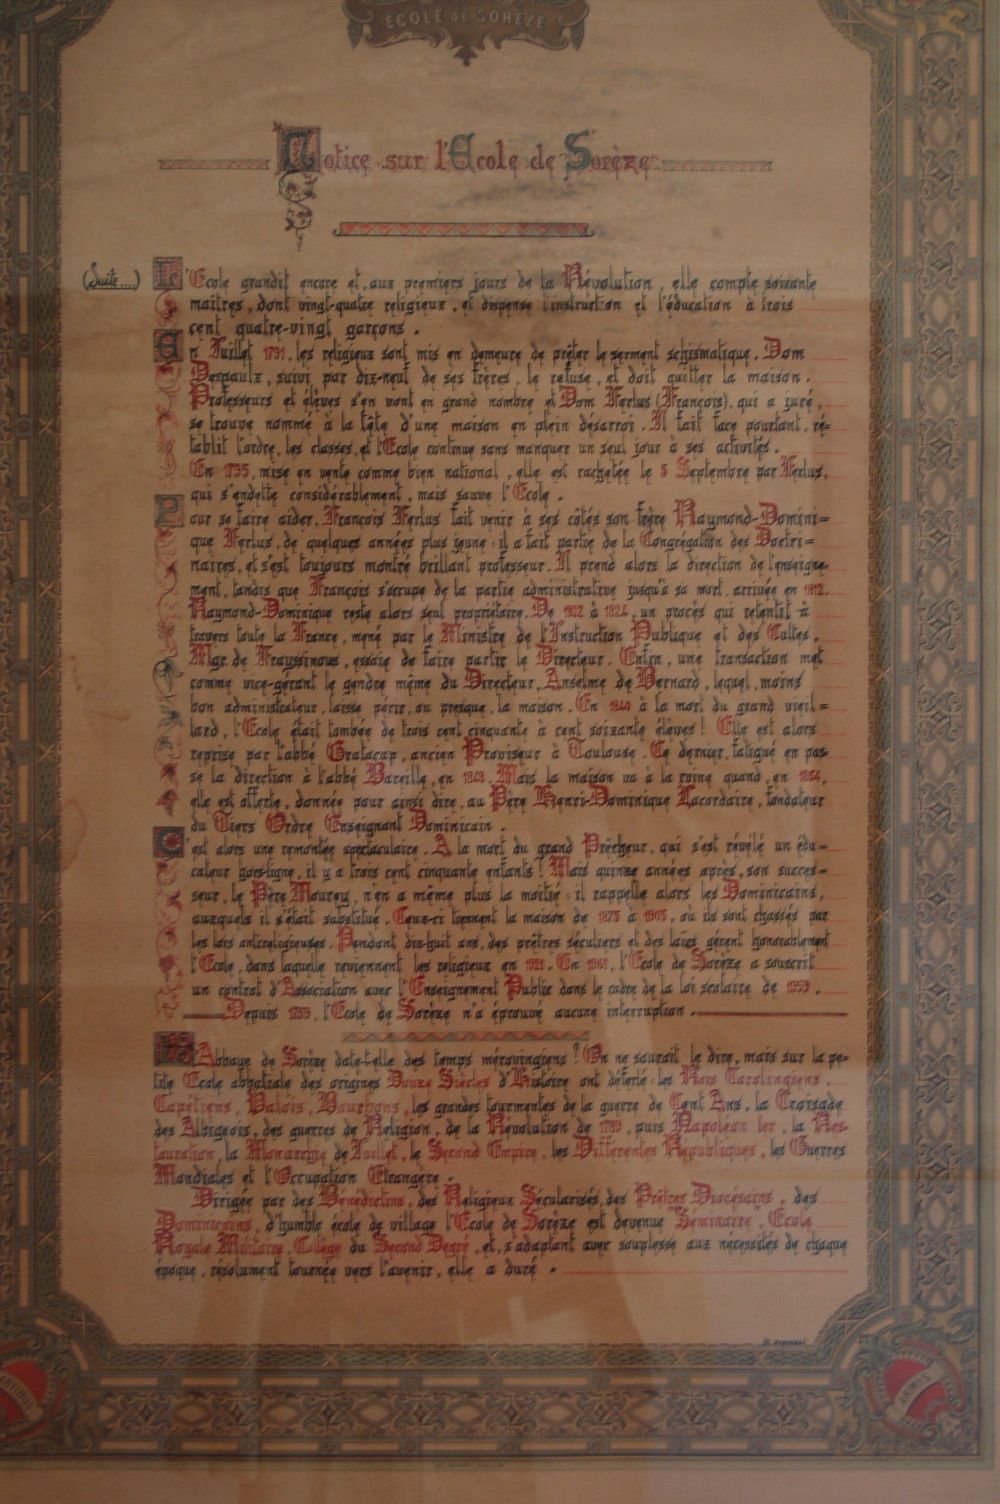 ECOLE DE SORÈZE
Notice sur l'Ecole de Sorèze
(Suite...) L'Ecole grandit encore et, aux premiers jours de la Révolution, elle compte soixante
maîtres, dont vingt-quatre religieux, et dispense l'instruction et l'éducation à trois
cent quatre-vingt garçons.
En Juillet 1791, les religieux sont mis en demeure de prêter le serment schismatique. Dom
Despaulx, suivi par dix-neuf de ses frères, le refuse, et doit quitter la maison.
Professeurs et élèves s'en vont en grand nombre et Dom Ferlus (François), qui a juré,
se trouve nommé à la tête d'une maison en plein désarroi. Il fait face pourtant, ré=
tablit l'ordre, les classes, et l'Ecole continue sans manquer un seul jour à ses activités.
En 1795, mise en vente comme bien national, elle est rachetée le 5 Septembre par Ferlus,
qui s'endette considérablement, mais sauve l'Ecole.
Pour se faire aider, François Ferlus fait venir à ses côtés son frère Raymond-Domini=
que Ferlus, de quelques années plus jeune : il a fait partie de la Congrégation des Doctri=
naires, et s'est toujours montré brillant professeur. Il prend alors la direction de l'enseigne=
ment, tandis que François s'occupe de la partie administrative jusqu'à sa mort, arrivée en 1812.
Raymond-Dominique reste alors seul propriétaire. De 1822 à 1824, un procès qui retentit à
travers toute la France, mené par le Ministre de l'Instruction Publique et des Cultes,
Mgr de Frayssinous, essaie de faire partir le Directeur. Enfin, une transaction met
comme vice-gérant le gendre même du Directeur, Anselme de Bernard, lequel, moins
bon administrateur, laisse périr, ou presque, la maison. En 1840 à la mort du grand vieil=
lard, l'Ecole était tombée de trois cent cinquante à cent soixante élèves ! Elle est alors
reprise par l'abbé Gratacap, ancien Proviseur à Toulouse. Ce dernier, fatigué en pas-
se la direction à l'abbé Bareille, en 1848. Mais la maison va à la ruine quand, en 1854,
elle est offerte, donnée pour ainsi dire, au Père Henri-Dominique Lacordaire, fondateur
du Tiers Ordre Enseignant Dominicain.
C'est alors une remontée spectaculaire. A la mort du grand Prêcheur, qui s'est révélé un édu=
cateur hors-ligne, il y a trois cent cinquante enfants ! Mais quinze années après, son succes=
seur, le Père Mourey, n'en a même plus la moitié : il rappelle alors les Dominicains,
auxquels il s'était substitué. Ceux-ci tiennent la maison de 1875 à 1903, où ils sont chassés par
les lois antireligieuses. Pendant dix-huit ans, des prêtres séculiers et des laïcs gèrent honorablement
l'Ecole, dans laquelle reviennent les religieux en 1921. En 1961, l'Ecole de Sorèze a souscrit
un contrat d'Association avec l'Enseignement Public dans le cadre de la loi scolaire de 1959.
Depuis 1759, l'Ecole de Sorèze n'a éprouvé aucune interruption.
L'Abbaye de Sorèze date-t-elle des temps mérovingiens ? On ne saurait le dire, mais sur la pe=
tite Ecole abbatiale des origines Douze Siècles d'Histoire ont déferlé : les Rois Carolingiens,
Capétiens, Valois, Bourbons, les grandes tourmentes de la guerre de Cent Ans, la Croisade
des Albigeois, des guerres de Religion, de la Révolution de 1789, puis Napoléon Ier, la Res-
tauration, la Monarchie de Juillet, le Second Empire, les Différentes Républiques, les Guerres
Mondiales et l'Occupation Etrangère.
Dirigée par des Bénédictins, des Religieux Sécularisés, des Prêtres Diocésains, des
Dominicains, d'humble école de village l'Ecole de Sorèze est devenue Séminaire, Ecole
Royale Militaire, Collège du Second Degré, et, s'adaptant avec souplesse aux nécessités de chaque
époque, résolument tournée vers l'avenir, elle a duré.